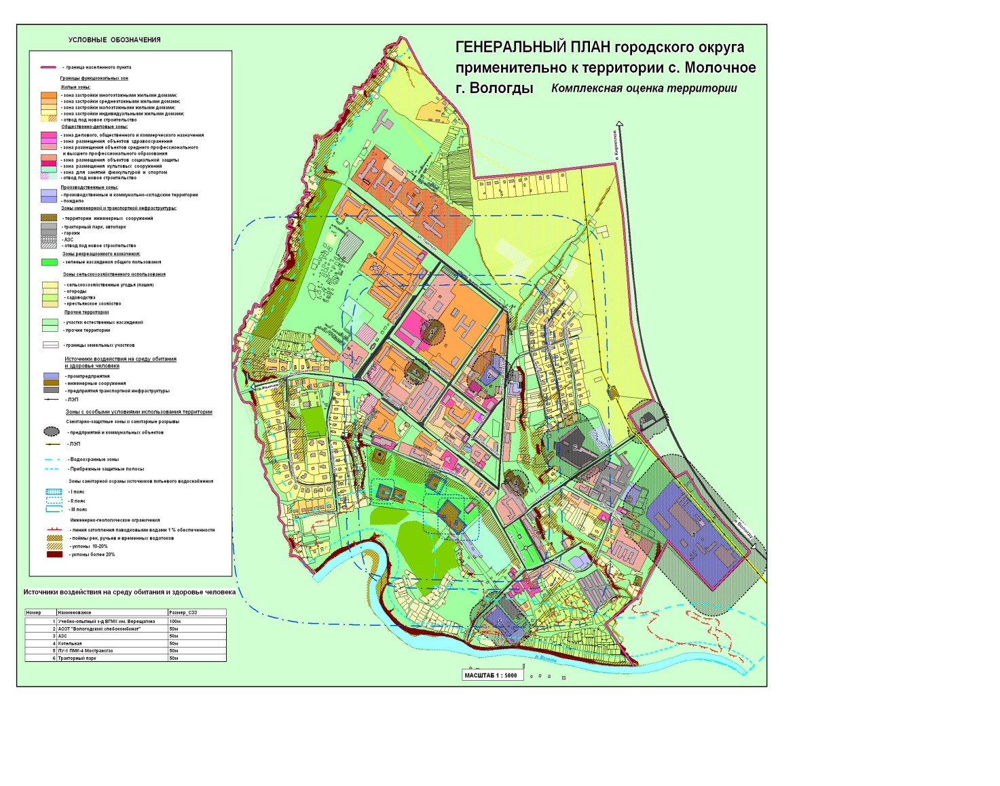 УСЛОВНЫЕ ОБОЗНАЧЕНИЯ
- граница населенного пункта
Границы функциональных зон
Жилые зоны:
- зона застройки многоэтажными жилыми домами;
- зона застройки среднеэтажными жилыми домами;
- зона застройки малоэтажными жилыми домами;
- зона застройки индивидуальными жилыми домами;
- отвод под новое строительство
Общественно-деловые зоны:
- зона делового, общественного и коммерческого назначения
- зона размещения объектов здравоохранения
- зона размещения объектов среднего профессионального
и высшего профессионального образования
- зона размещения объектов социальной защиты
- зона размещения культовых сооружений
- зона для занятий физкультурой и спортом
- отвод под новое строительство
Производственные зоны:
- производственные и коммунально-складские территории
- пождепо
Зоны инженерной и транспортной инфраструктуры:
- территории инженерных сооружений
- тракторный парк, автопарк
- гаражи
- АЗС
- отвод под новое строительство
Зоны рекреационного назначения:
- зеленые насаждения общего пользования
Зоны сельскохозяйственного использования
- сельскохозяйственные угодья (пашня)
- огороды
- садоводства
- крестьянское хозяйство
Прочие территории
- участки естественных насаждений
- прочие территории
- границы земельных участков
Источники воздействия на среду обитания
и здоровье человека
- промпредприятия
- инженерные сооружения
- предприятия транспортной инфраструктуры
- ЛЭП
Зоны с особыми условиями использования территории
Санитарно-защитные зоны и санитарные разрывы
- предприятий и коммунальных объектов
- ЛЭП
- Водоохранные зоны
- Прибрежные защитные полосы
Зоны санитарной охраны источников питьевого водоснабжения
- I пояс
- II пояс
- III пояс
Инженерно-геологические ограничения
- линия затопления паводковыми водами 1 % обеспеченности
- поймы рек, ручьев и временных водотоков
- уклоны 10-20%
- уклоны более 20%
Источники воздействия на среду обитания и здоровье человека
Номер Наименование Размер_СЗЗ
1 Учебно-опытный з-д ВГМХ им. Верещагина 100м
2 АОЗТ "Вологодский хлебокомбинат" 50м
3 АЗС 50м
4 Котельная 50м
5 ПУ-1 ПМК-4 Мостransгаз 50м
6 Тракторный парк 50м
ГЕНЕРАЛЬНЫЙ ПЛАН городского округа
применительно к территории с. Молочное
г. Вологды Комплексная оценка территории
в Кириллов
в Вологду
р. Вологда
МАСШТАБ 1 : 5000